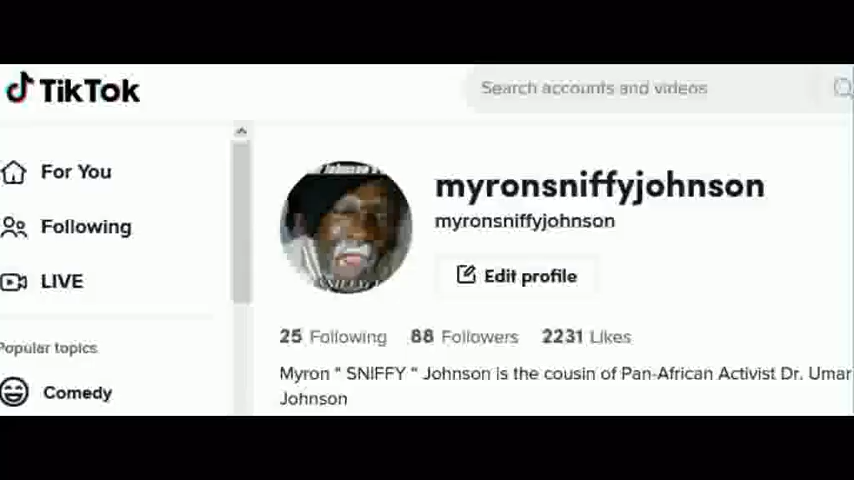 TikTok
Search accounts and videos
For You
Following
LIVE
Popular topics
Comedy
myronsniffyjohnson
myronsniffyjohnson
Edit profile
25 Following 88 Followers 2231 Likes
Myron " SNIFFY " Johnson is the cousin of Pan-African Activist Dr. Umar
Johnson